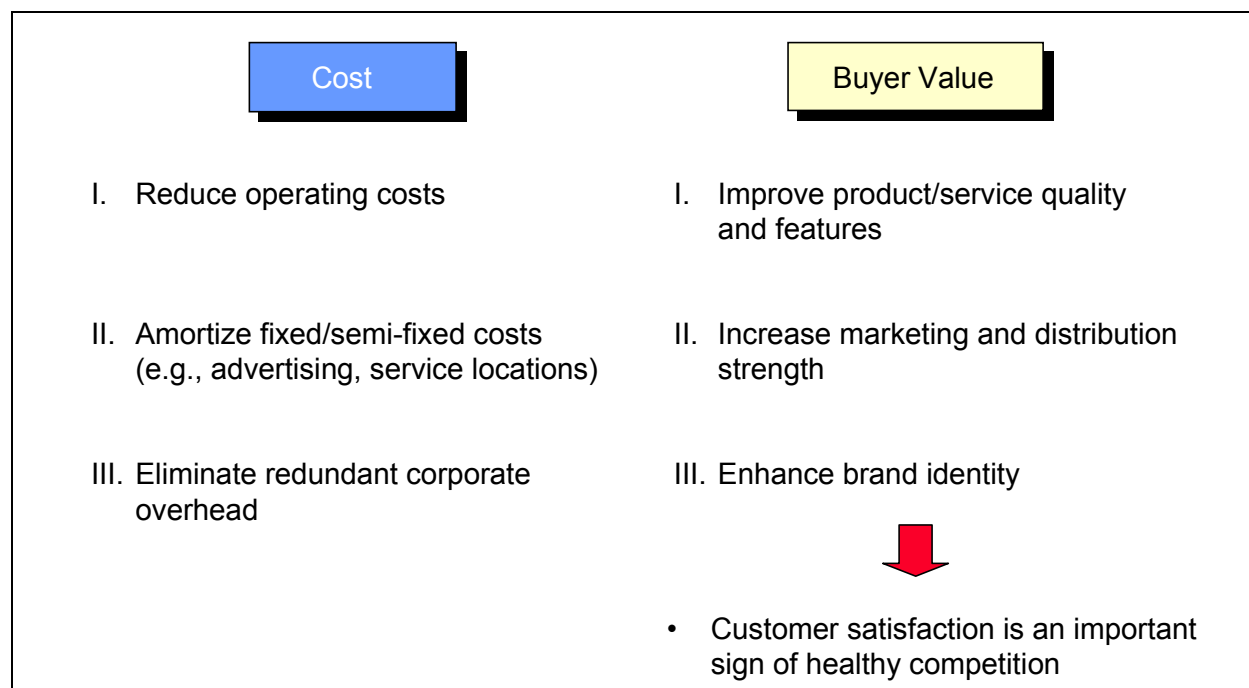 Cost
I. Reduce operating costs
II. Amortize fixed/semi-fixed costs
(e.g., advertising, service locations)
III. Eliminate redundant corporate
overhead
Buyer Value
I. Improve product/service quality
and features
II. Increase marketing and distribution
strength
III. Enhance brand identity
• Customer satisfaction is an important
sign of healthy competition